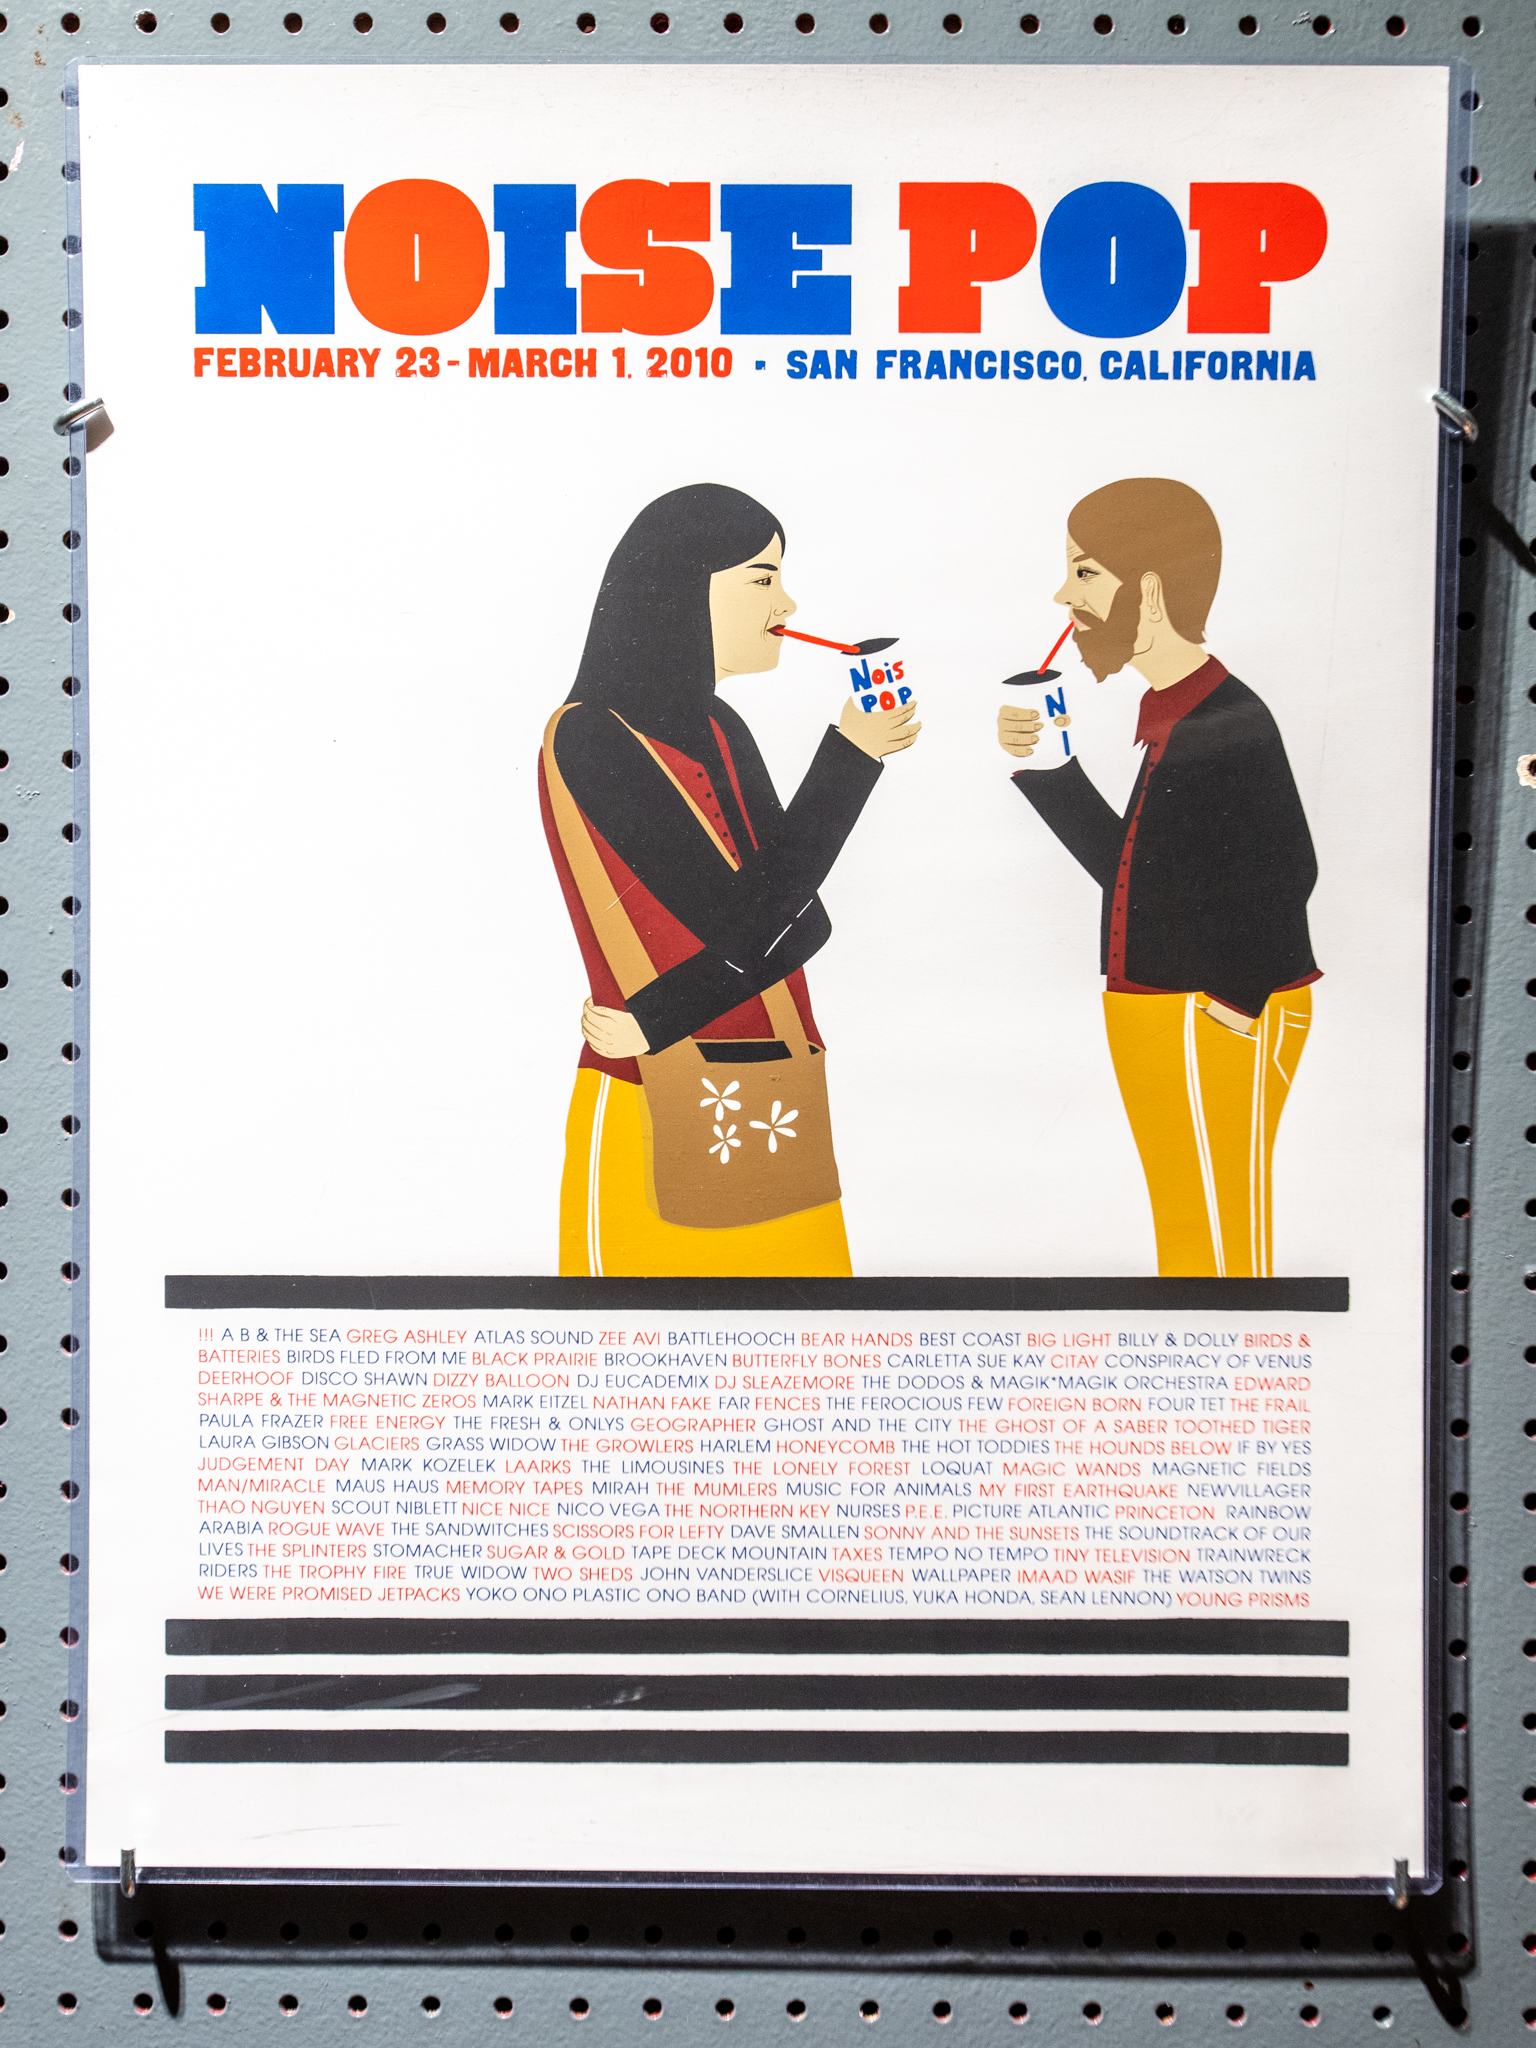 NOISE POP
FEBRUARY 23 - MARCH 1, 2010 · SAN FRANCISCO, CALIFORNIA
Nois
POP
N
O
I
!!! A B & THE SEA GREG ASHLEY ATLAS SOUND ZEE AVI BATTLEHOOCH BEAR HANDS BEST COAST BIG LIGHT BILLY & DOLLY BIRDS &
BATTERIES BIRDS FLED FROM ME BLACK PRAIRIE BROOKHAVEN BUTTERFLY BONES CARLETTA SUE KAY CITAY CONSPIRACY OF VENUS
DEERHOOF DISCO SHAWN DIZZY BALLOON DJ EUCADEMIX DJ SLEAZEMORE THE DODOS & MAGIK*MAGIK ORCHESTRA EDWARD
SHARPE & THE MAGNETIC ZEROS MARK EITZEL NATHAN FAKE FAR FENCES THE FEROCIOUS FEW FOREIGN BORN FOUR TET THE FRAIL
PAULA FRAZER FREE ENERGY THE FRESH & ONLYS GEOGRAPHER GHOST AND THE CITY THE GHOST OF A SABER TOOTHED TIGER
LAURA GIBSON GLACIERS GRASS WIDOW THE GROWLERS HARLEM HONEYCOMB THE HOT TODDIES THE HOUNDS BELOW IF BY YES
JUDGEMENT DAY MARK KOZELEK LAARKS THE LIMOUSINES THE LONELY FOREST LOQUAT MAGIC WANDS MAGNETIC FIELDS
MAN/MIRACLE MAUS HAUS MEMORY TAPES MIRAH THE MUMLERS MUSIC FOR ANIMALS MY FIRST EARTHQUAKE NEWVILLAGER
THAO NGUYEN SCOUT NIBLETT NICE NICE NICO VEGA THE NORTHERN KEY NURSES P.E.E. PICTURE ATLANTIC PRINCETON RAINBOW
ARABIA ROGUE WAVE THE SANDWITCHES SCISSORS FOR LEFTY DAVE SMALLEN SONNY AND THE SUNSETS THE SOUNDTRACK OF OUR
LIVES THE SPLINTERS STOMACHER SUGAR & GOLD TAPE DECK MOUNTAIN TAXES TEMPO NO TEMPO TINY TELEVISION TRAINWRECK
RIDERS THE TROPHY FIRE TRUE WIDOW TWO SHEDS JOHN VANDERSLICE VISQUEEN WALLPAPER IMAAD WASIF THE WATSON TWINS
WE WERE PROMISED JETPACKS YOKO ONO PLASTIC ONO BAND (WITH CORNELIUS, YUKA HONDA, SEAN LENNON) YOUNG PRISMS